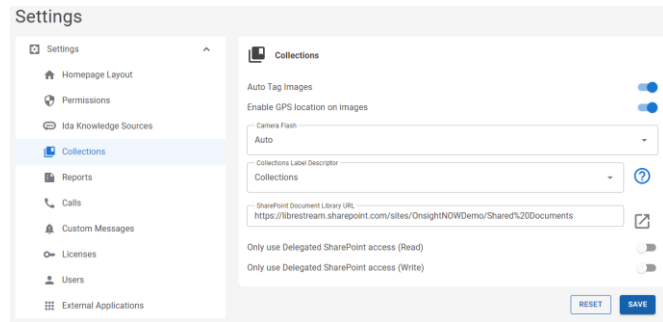 Settings
Settings
Homepage Layout
Permissions
Ida Knowledge Sources
Collections
Reports
Calls
Custom Messages
Licenses
Users
External Applications
Collections
Auto Tag Images
Enable GPS location on images
Camera Flash
Auto
Collections Label Descriptor
Collections
SharePoint Document Library URL
https://librestream.sharepoint.com/sites/OnsightNOWDemo/Shared%20Documents
Only use Delegated SharePoint access (Read)
Only use Delegated SharePoint access (Write)
RESET SAVE